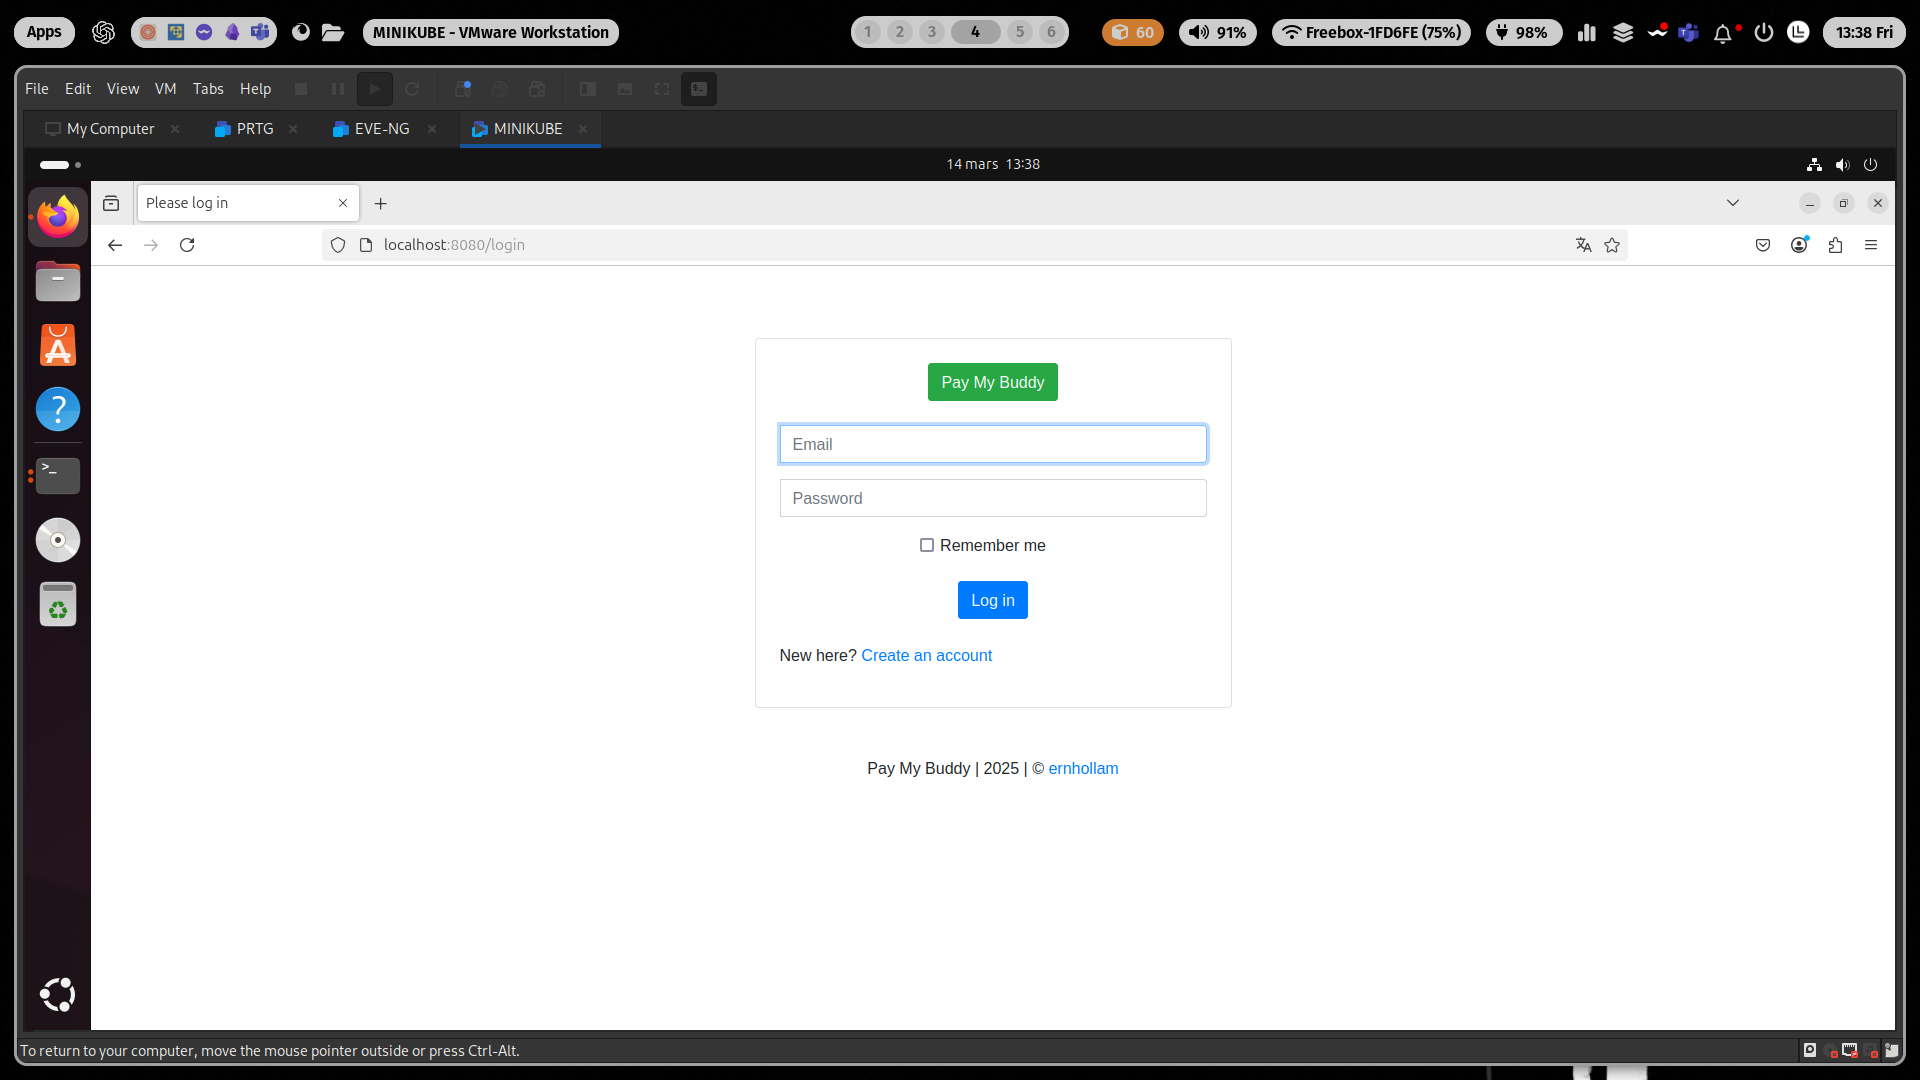 Apps
MINIKUBE - VMware Workstation
1 2 3 4 5 6
60
91%
Freebox-1FD6FE (75%)
98%
13:38 Fri
File Edit View VM Tabs Help
My Computer
PRTG
EVE-NG
MINIKUBE
14 mars 13:38
Please log in
localhost:8080/login
Pay My Buddy
Email
Password
Remember me
Log in
New here? Create an account
Pay My Buddy | 2025 | © ernhollam
To return to your computer, move the mouse pointer outside or press Ctrl-Alt.